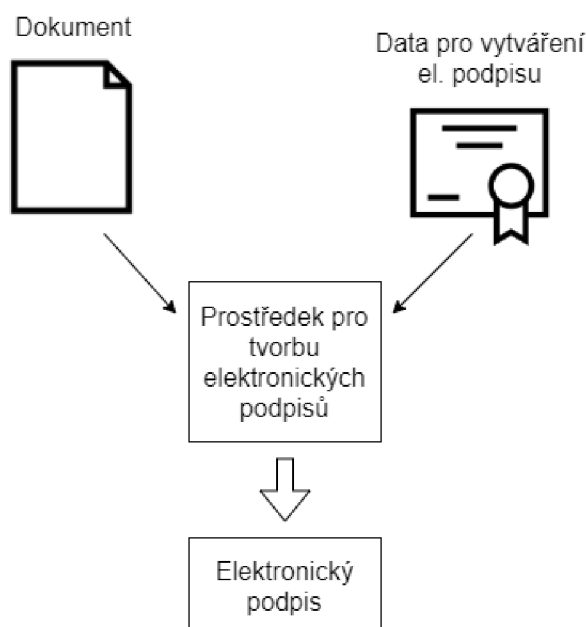 Dokument
Data pro vytváření
el. podpisu
Prostředek pro
tvorbu
elektronických
podpisů
Elektronický
podpis